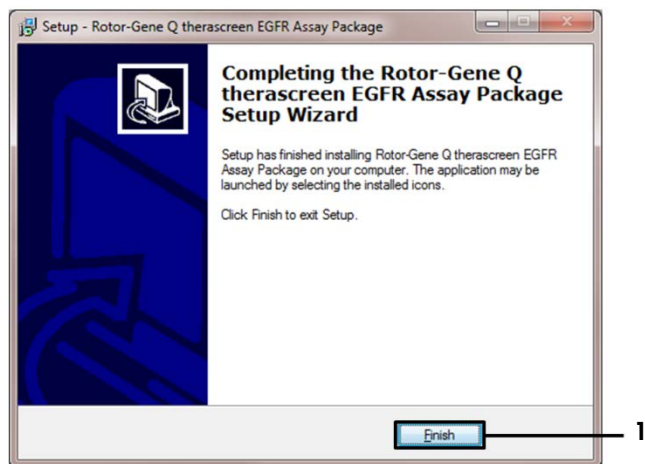 Setup - Rotor-Gene Q therascreen EGFR Assay Package
Completing the Rotor-Gene Q
therascreen EGFR Assay Package
Setup Wizard
Setup has finished installing Rotor-Gene Q therascreen EGFR
Assay Package on your computer. The application may be
launched by selecting the installed icons.
Click Finish to exit Setup.
Finish
1